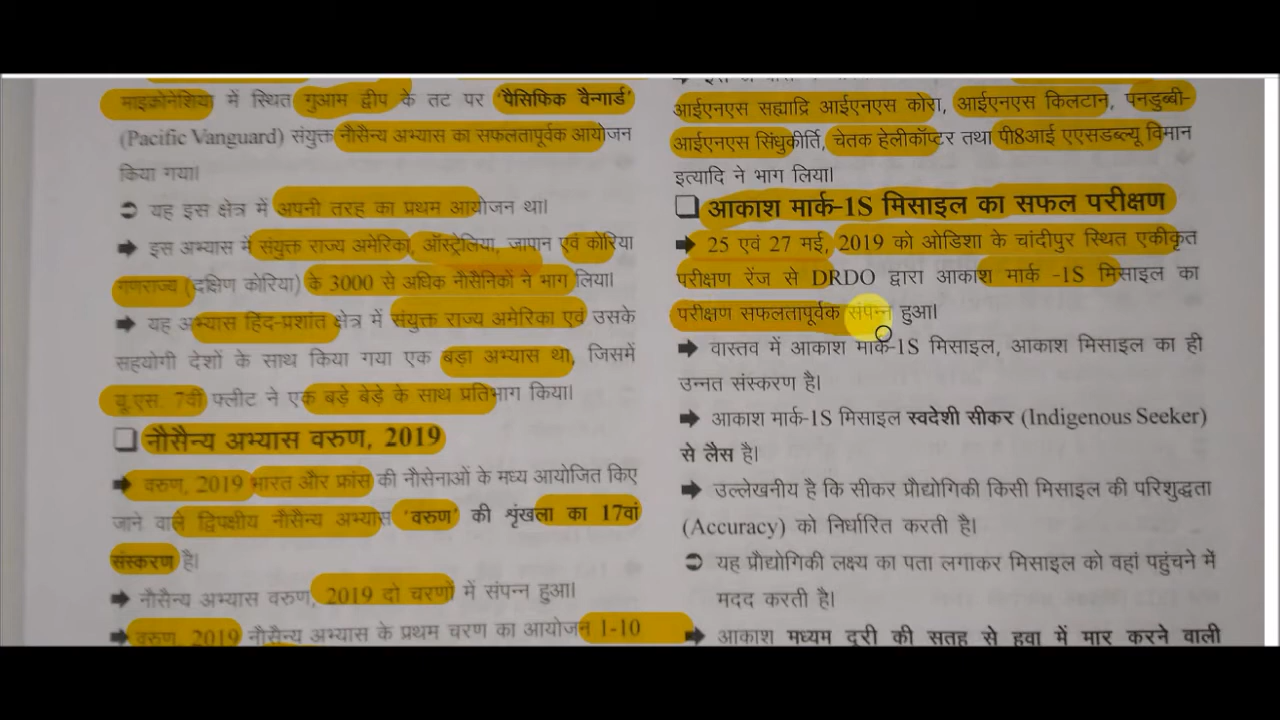 माइक्रोनेशिया में स्थित गुआम द्वीप के तट पर 'पैसिफिक वैन्गार्ड'
(Pacific Vanguard) संयुक्त नौसैन्य अभ्यास का सफलतापूर्वक आयोजन
किया गया।
➲ यह इस क्षेत्र में अपनी तरह का प्रथम आयोजन था।
➡ इस अभ्यास में संयुक्त राज्य अमेरिका, ऑस्ट्रेलिया, जापान एवं कोरिया
गणराज्य (दक्षिण कोरिया) के 3000 से अधिक नौसैनिकों ने भाग लिया।
➡ यह अभ्यास हिंद-प्रशांत क्षेत्र में संयुक्त राज्य अमेरिका एवं उसके
सहयोगी देशों के साथ किया गया एक बड़ा अभ्यास था, जिसमें
यू.एस. 7वीं फ्लीट ने एक बड़े बेड़े के साथ प्रतिभाग किया।
❑ नौसैन्य अभ्यास वरुण, 2019
➡ वरुण, 2019 भारत और फ्रांस की नौसेनाओं के मध्य आयोजित किए
जाने वाले द्विपक्षीय नौसैन्य अभ्यास 'वरुण' की शृंखला का 17वां
संस्करण है।
➡ नौसैन्य अभ्यास वरुण, 2019 दो चरणों में संपन्न हुआ।
➡ वरुण, 2019 नौसैन्य अभ्यास के प्रथम चरण का आयोजन 1-10
आईएनएस सह्याद्रि आईएनएस कोरा, आईएनएस किलटान, पनडुब्बी-
आईएनएस सिंधुकीर्ति, चेतक हेलीकॉप्टर तथा पी8आई एएसडब्ल्यू विमान
इत्यादि ने भाग लिया।
❑ आकाश मार्क-1S मिसाइल का सफल परीक्षण
➡ 25 एवं 27 मई, 2019 को ओडिशा के चांदीपुर स्थित एकीकृत
परीक्षण रेंज से DRDO द्वारा आकाश मार्क -1S मिसाइल का
परीक्षण सफलतापूर्वक संपन्न हुआ।
➡ वास्तव में आकाश मार्क-1S मिसाइल, आकाश मिसाइल का ही
उन्नत संस्करण है।
➡ आकाश मार्क-1S मिसाइल स्वदेशी सीकर (Indigenous Seeker)
से लैस है।
➡ उल्लेखनीय है कि सीकर प्रौद्योगिकी किसी मिसाइल की परिशुद्धता
(Accuracy) को निर्धारित करती है।
➲ यह प्रौद्योगिकी लक्ष्य का पता लगाकर मिसाइल को वहां पहुंचने में
मदद करती है।
➡ आकाश मध्यम दूरी की सतह से हवा में मार करने वाली